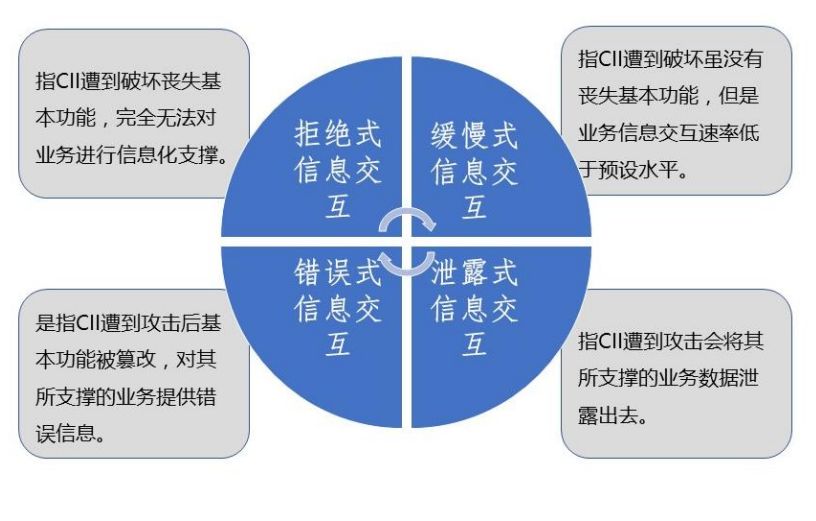 指CII遭到破坏丧失基
本功能，完全无法对
业务进行信息化支撑。
拒绝式
信息交
互
缓慢式
信息交
互
指CII遭到破坏虽没有
丧失基本功能，但是
业务信息交互速率低
于预设水平。
是指CII遭到攻击后基
本功能被篡改，对其
所支撑的业务提供错
误信息。
错误式
信息交
互
泄露式
信息交
互
指CII遭到攻击会将其
所支撑的业务数据泄
露出去。